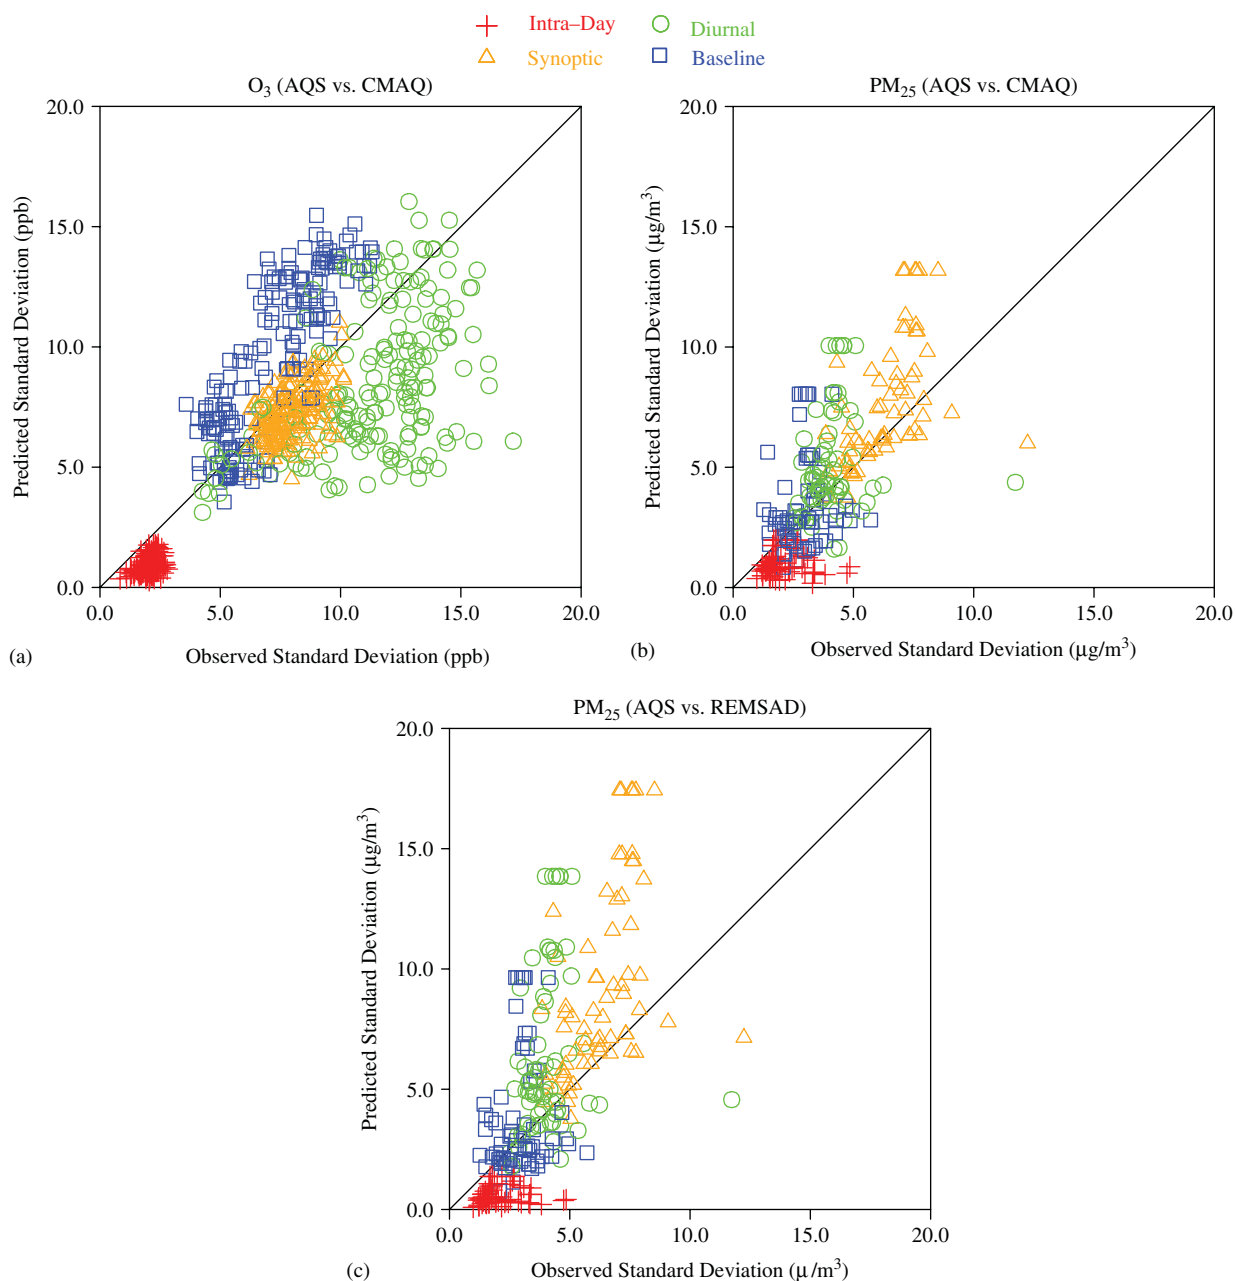 Intra–Day
Diurnal
Synoptic
Baseline
O3 (AQS vs. CMAQ)
20.0
15.0
10.0
5.0
0.0
Predicted Standard Deviation (ppb)
0.0 5.0 10.0 15.0 20.0
(a)
Observed Standard Deviation (ppb)
PM25 (AQS vs. CMAQ)
20.0
15.0
10.0
5.0
0.0
Predicted Standard Deviation (µg/m³)
0.0 5.0 10.0 15.0 20.0
(b)
Observed Standard Deviation (µg/m³)
PM25 (AQS vs. REMSAD)
20.0
15.0
10.0
5.0
0.0
Predicted Standard Deviation (µg/m³)
0.0 5.0 10.0 15.0 20.0
(c)
Observed Standard Deviation (µ/m³)